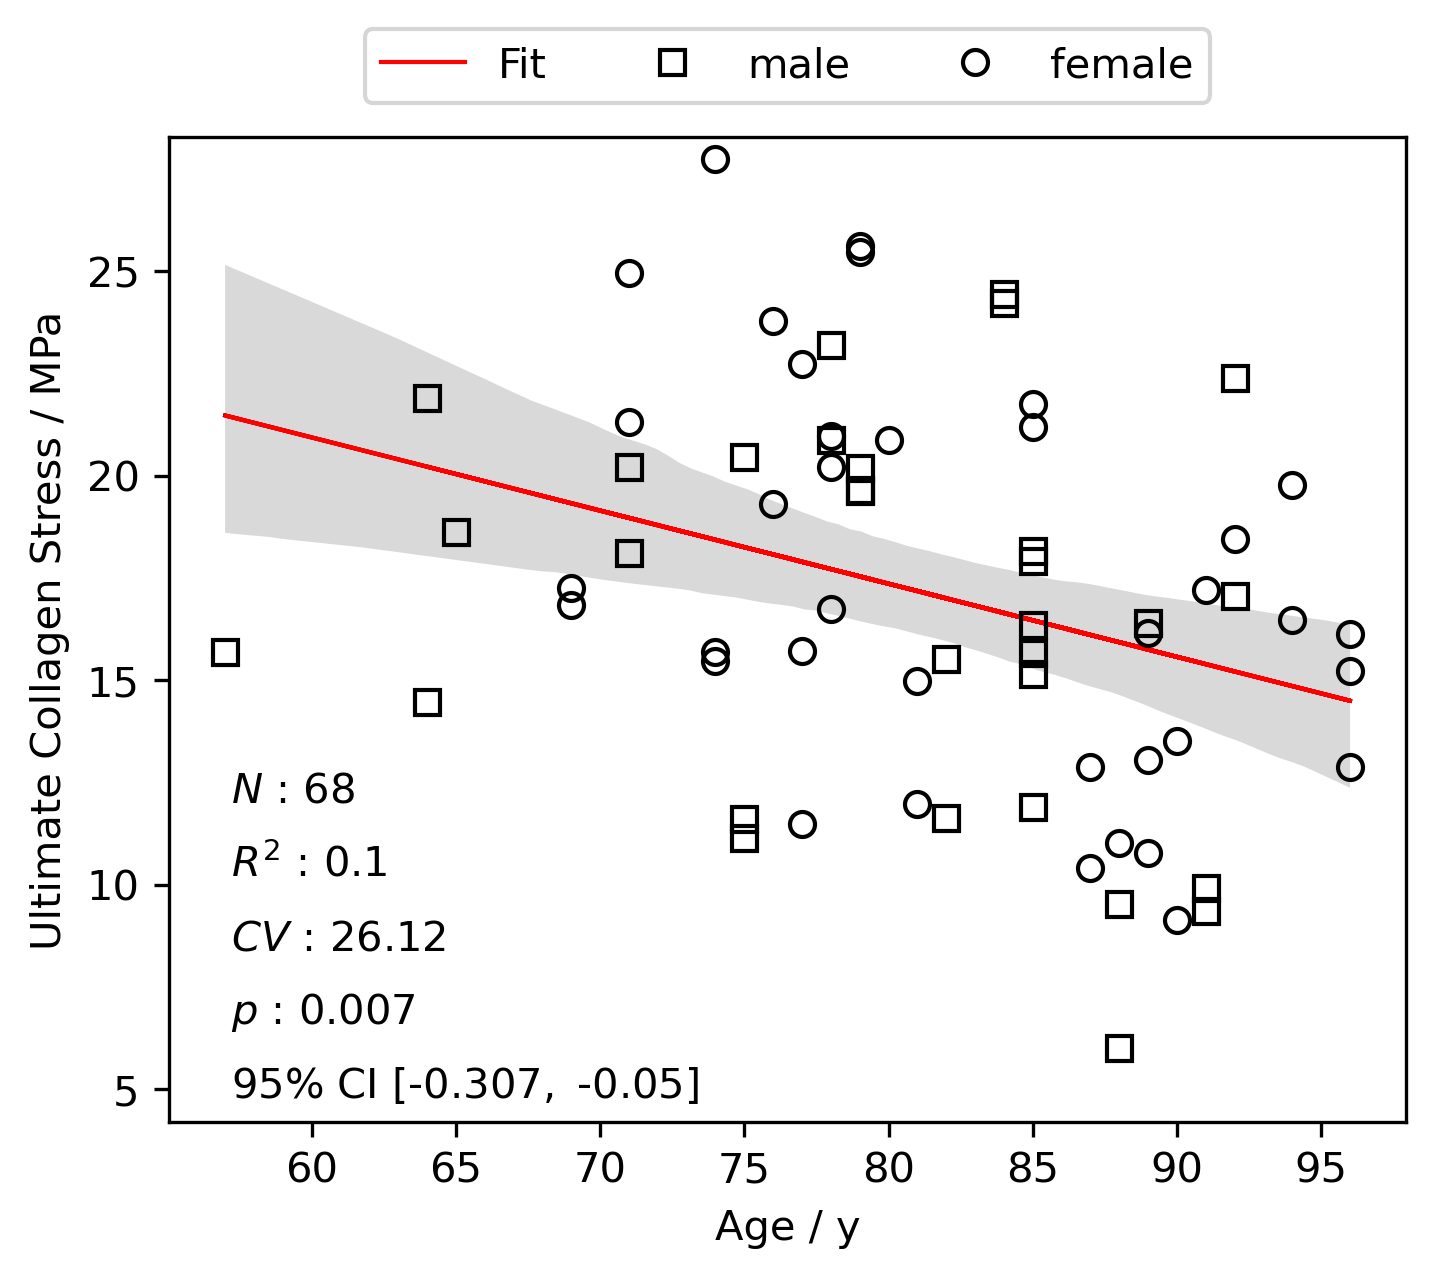 Fit male female
Ultimate Collagen Stress / MPa
25
20
15
10
5
N : 68
R² : 0.1
CV : 26.12
p : 0.007
95% CI [-0.307, -0.05]
60 65 70 75 80 85 90 95
Age / y